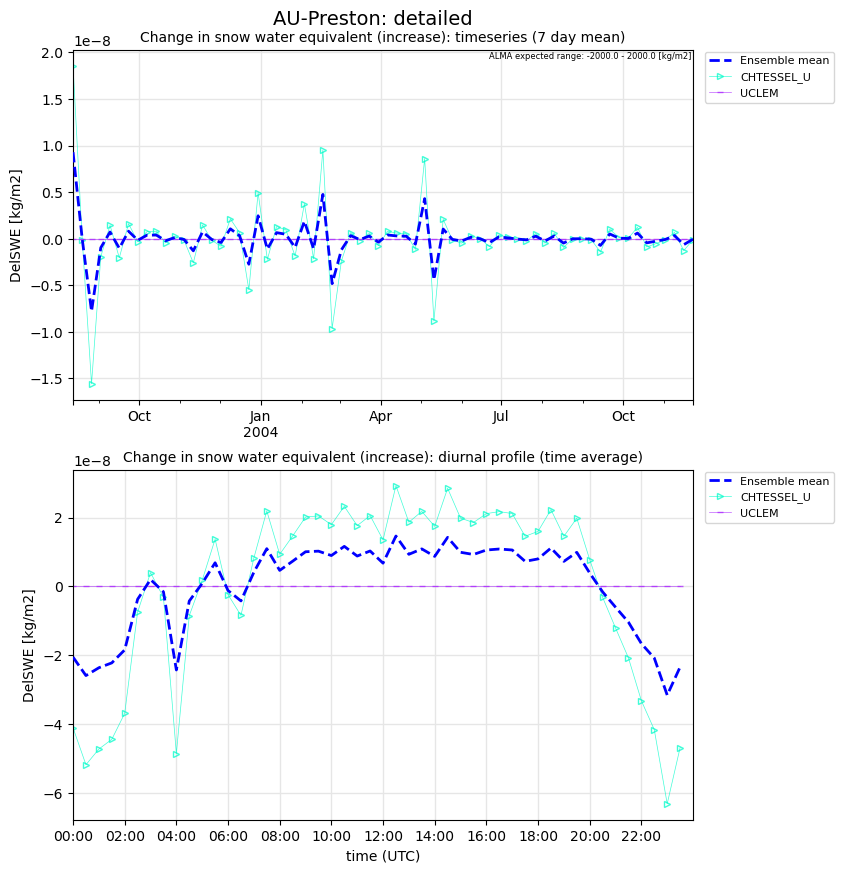 AU-Preston: detailed
Change in snow water equivalent (increase): timeseries (7 day mean)
1e−8
ALMA expected range: -2000.0 - 2000.0 [kg/m2]
Ensemble mean
CHTESSEL_U
UCLEM
DelSWE [kg/m2]
2.0
1.5
1.0
0.5
0.0
−0.5
−1.0
−1.5
Oct
Jan
2004
Apr
Jul
Oct
Change in snow water equivalent (increase): diurnal profile (time average)
1e−8
Ensemble mean
CHTESSEL_U
UCLEM
DelSWE [kg/m2]
2
0
−2
−4
−6
00:00
02:00
04:00
06:00
08:00
10:00
12:00
14:00
16:00
18:00
20:00
22:00
time (UTC)